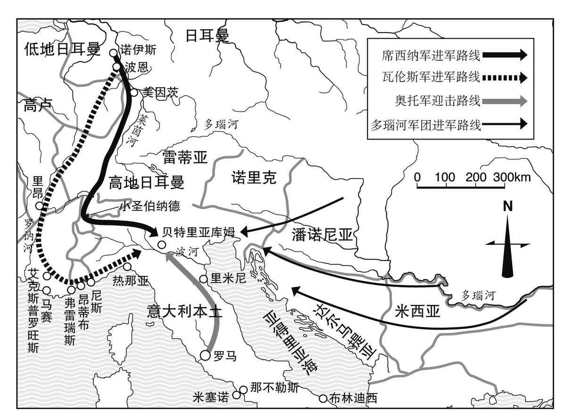 日耳曼
低地日耳曼
诺伊斯
波恩
席西纳军进军路线
瓦伦斯军进军路线
奥托军迎击路线
多瑙河军团进军路线
高卢
美因茨
莱茵河
多瑙河
雷蒂亚
诺里克
高地日耳曼
0 100 200 300km
里昂
小圣伯纳德
罗纳河
贝特里亚库姆
波河
潘诺尼亚
N
艾克斯普罗旺斯
马赛
弗雷瑞斯
昂蒂布
尼斯
热那亚
里米尼
多瑙河
米西亚
意大利本土
亚得里亚海
达尔马提亚
罗马
米塞诺
那不勒斯
布林迪西